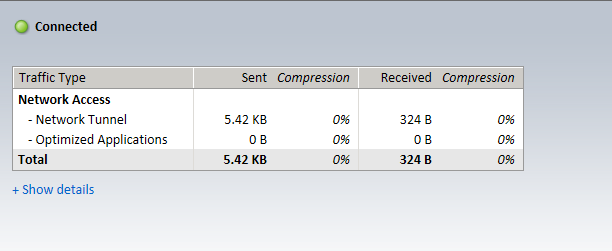 Connected
Traffic Type Sent Compression Received Compression
Network Access
- Network Tunnel 5.42 KB 0% 324 B 0%
- Optimized Applications 0 B 0% 0 B 0%
Total 5.42 KB 0% 324 B 0%
+ Show details